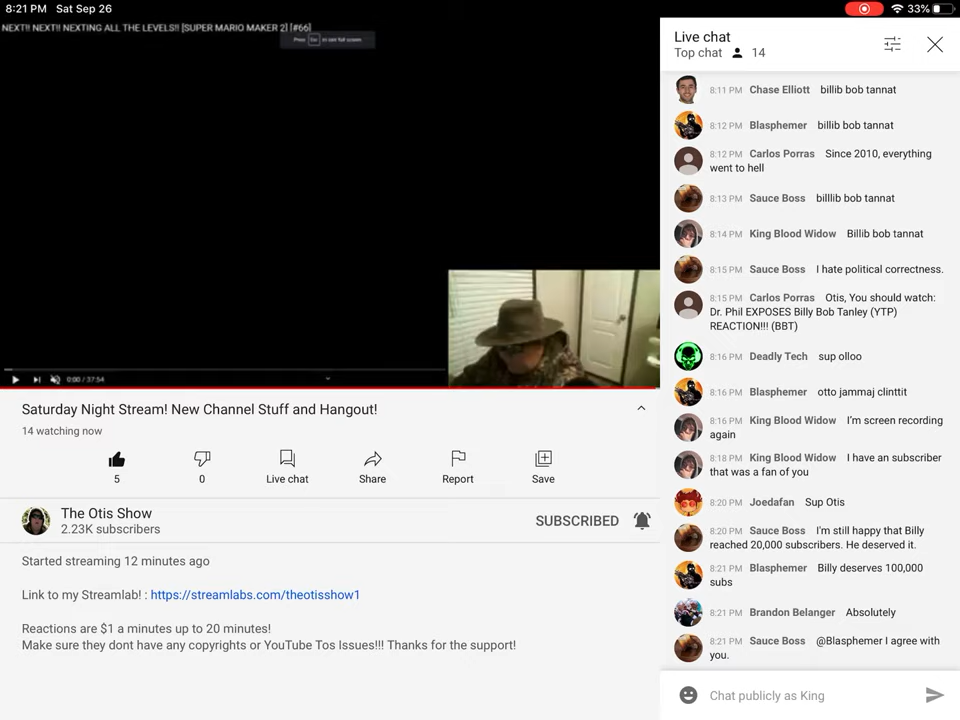 8:21 PM Sat Sep 26
33%
NEXT!! NEXT!! NEXTING ALL THE LEVELS!! [SUPER MARIO MAKER 2] [#66]
Press Esc to exit full screen
0:00 / 37:54
Saturday Night Stream! New Channel Stuff and Hangout!
14 watching now
5
0
Live chat
Share
Report
Save
The Otis Show
2.23K subscribers
SUBSCRIBED
Started streaming 12 minutes ago
Link to my Streamlab! : https://streamlabs.com/theotisshow1
Reactions are $1 a minutes up to 20 minutes!
Make sure they dont have any copyrights or YouTube Tos Issues!!! Thanks for the support!
Live chat
Top chat 14
8:11 PM Chase Elliott billib bob tannat
8:12 PM Blasphemer billib bob tannat
8:12 PM Carlos Porras Since 2010, everything
went to hell
8:13 PM Sauce Boss billlib bob tannat
8:14 PM King Blood Widow Billib bob tannat
8:15 PM Sauce Boss I hate political correctness.
8:15 PM Carlos Porras Otis, You should watch:
Dr. Phil EXPOSES Billy Bob Tanley (YTP)
REACTION!!! (BBT)
8:16 PM Deadly Tech sup olloo
8:16 PM Blasphemer otto jammaj clinttit
8:16 PM King Blood Widow I'm screen recording
again
8:18 PM King Blood Widow I have an subscriber
that was a fan of you
8:20 PM Joedafan Sup Otis
8:20 PM Sauce Boss I'm still happy that Billy
reached 20,000 subscribers. He deserved it.
8:21 PM Blasphemer Billy deserves 100,000
subs
8:21 PM Brandon Belanger Absolutely
8:21 PM Sauce Boss @Blasphemer I agree with
you.
Chat publicly as King